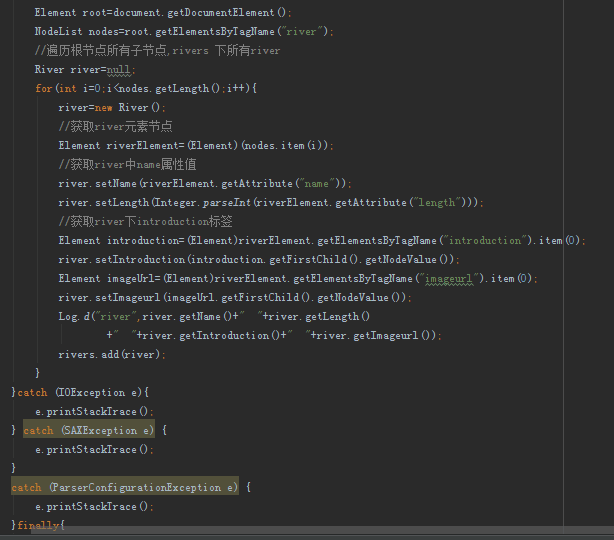 Element root=document.getDocumentElement();
NodeList nodes=root.getElementsByTagName("river");
//遍历根节点所有子节点,rivers 下所有river
River river=null;
for(int i=0;i<nodes.getLength();i++){
river=new River();
//获取river元素节点
Element riverElement=(Element)(nodes.item(i));
//获取river中name属性值
river.setName(riverElement.getAttribute("name"));
river.setLength(Integer.parseInt(riverElement.getAttribute("length")));
//获取river下introduction标签
Element introduction=(Element)riverElement.getElementsByTagName("introduction").item(0);
river.setIntroduction(introduction.getFirstChild().getNodeValue());
Element imageUrl=(Element)riverElement.getElementsByTagName("imageurl").item(0);
river.setImageurl(imageUrl.getFirstChild().getNodeValue());
Log.d("river",river.getName()+"  "+river.getLength()
+"  "+river.getIntroduction()+"  "+river.getImageurl());
rivers.add(river);
}
}catch (IOException e){
e.printStackTrace();
} catch (SAXException e) {
e.printStackTrace();
}
catch (ParserConfigurationException e) {
e.printStackTrace();
}finally{